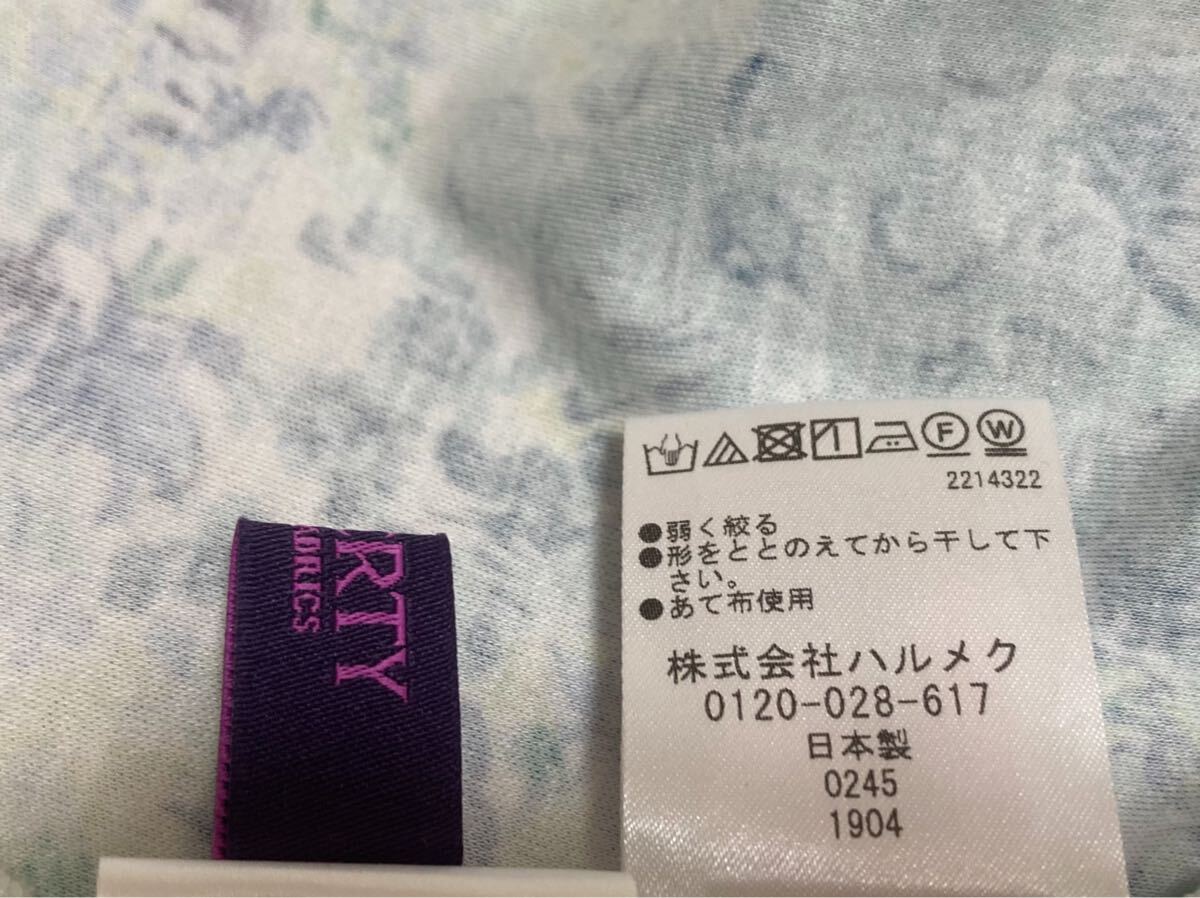 ERTY
ABRICS
F W
2214322
●弱く絞る
●形をととのえてから干して下
さい。
●あて布使用
株式会社ハルメク
0120-028-617
日本製
0245
1904